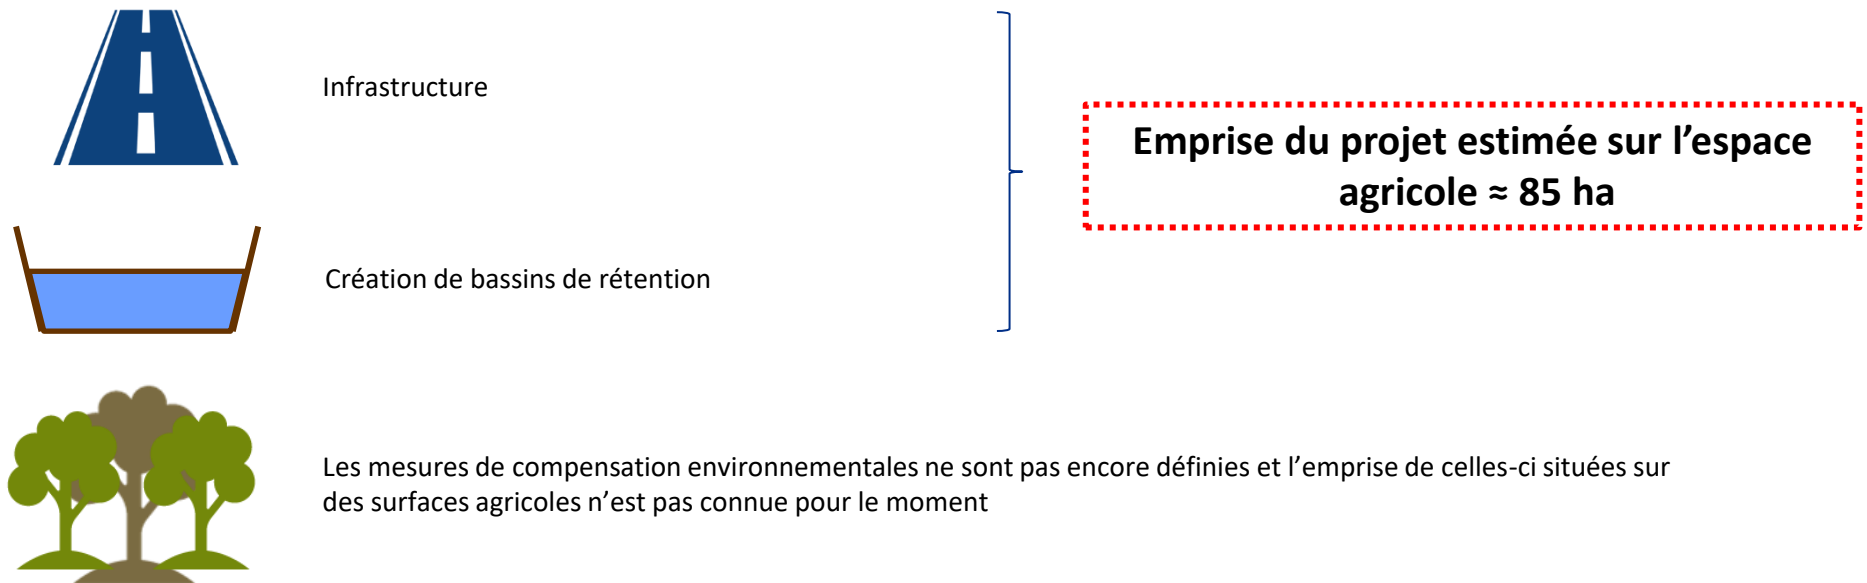 Infrastructure
Emprise du projet estimée sur l’espace
agricole ≈ 85 ha
Création de bassins de rétention
Les mesures de compensation environnementales ne sont pas encore définies et l’emprise de celles-ci situées sur
des surfaces agricoles n’est pas connue pour le moment